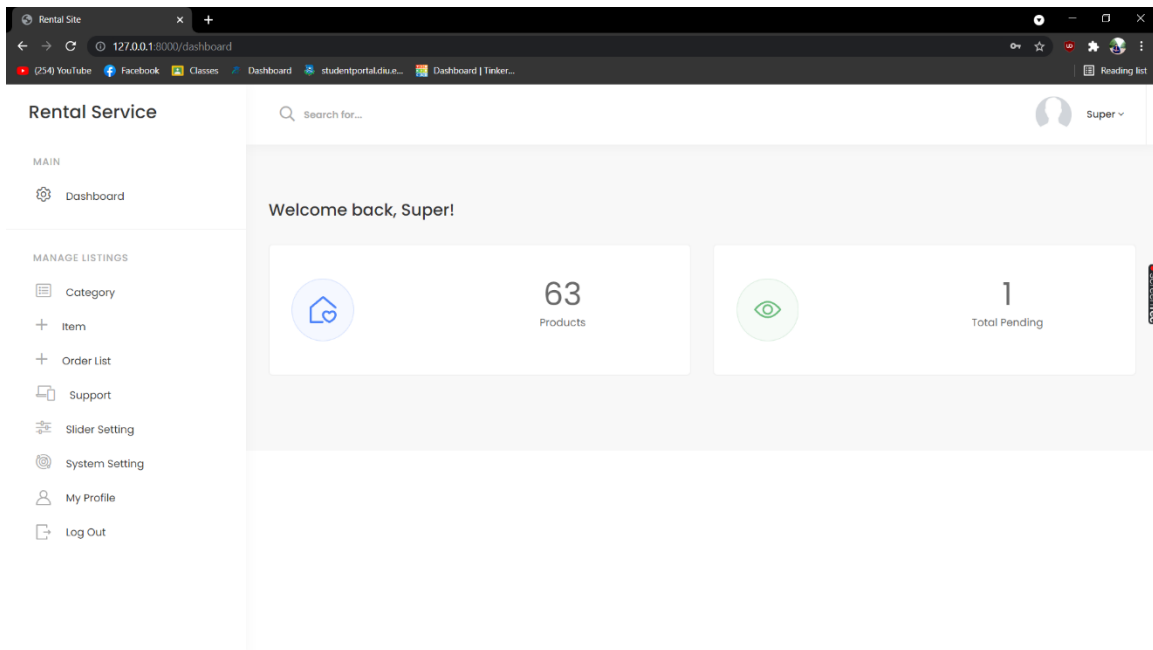 Rental Site
127.0.0.1:8000/dashboard
(254) YouTube Facebook Classes Dashboard studentportal.diu.e... Dashboard | Tinker... Reading list
Rental Service
Search for...
Super
MAIN
Dashboard
Welcome back, Super!
MANAGE LISTINGS
Category
Item
Order List
Support
Slider Setting
System Setting
My Profile
Log Out
63
Products
1
Total Pending